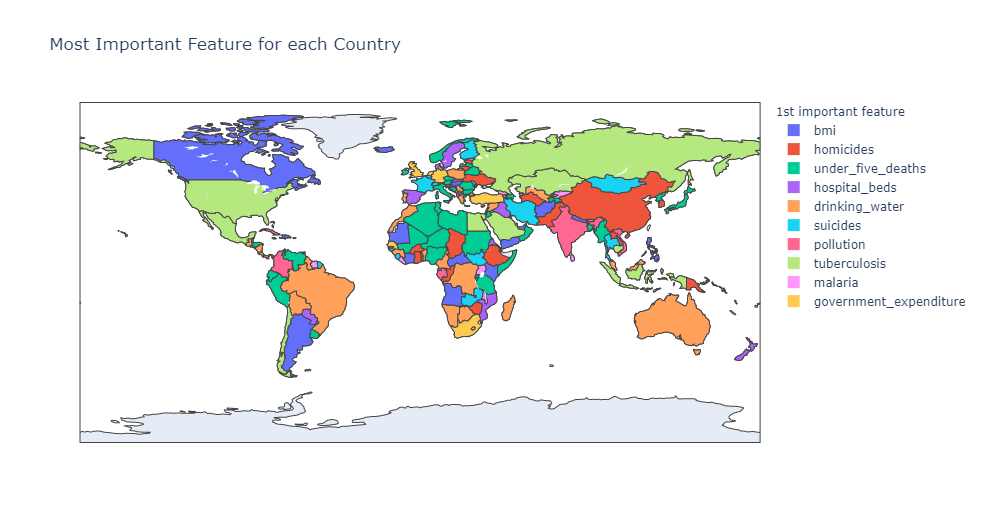 Most Important Feature for each Country
1st important feature
bmi
homicides
under_five_deaths
hospital_beds
drinking_water
suicides
pollution
tuberculosis
malaria
government_expenditure